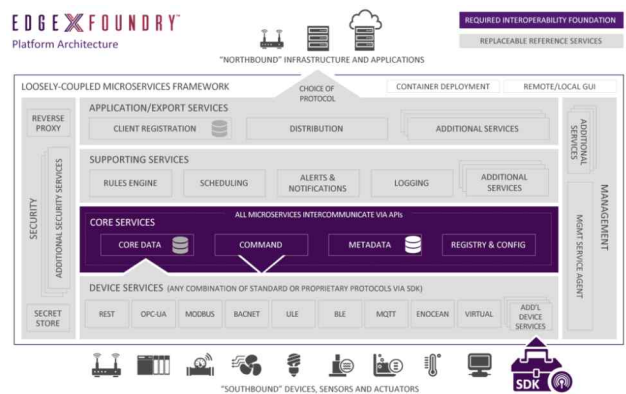 EDGE X FOUNDRY™
Platform Architecture
REQUIRED INTEROPERABILITY FOUNDATION
REPLACEABLE REFERENCE SERVICES
"NORTHBOUND" INFRASTRUCTURE AND APPLICATIONS
LOOSELY-COUPLED MICROSERVICES FRAMEWORK
CHOICE OF
PROTOCOL
CONTAINER DEPLOYMENT
REMOTE/LOCAL GUI
REVERSE
PROXY
SECURITY
ADDITIONAL SECURITY SERVICES
SECRET
STORE
APPLICATION/EXPORT SERVICES
CLIENT REGISTRATION
DISTRIBUTION
ADDITIONAL SERVICES
SUPPORTING SERVICES
RULES ENGINE
SCHEDULING
ALERTS &
NOTIFICATIONS
LOGGING
ADDITIONAL
SERVICES
ALL MICROSERVICES INTERCOMMUNICATE VIA APIs
CORE SERVICES
CORE DATA
COMMAND
METADATA
REGISTRY & CONFIG
DEVICE SERVICES (ANY COMBINATION OF STANDARD OR PROPRIETARY PROTOCOLS VIA SDK)
REST
OPC-UA
MODBUS
BACNET
ULE
BLE
MQTT
ENOCEAN
VIRTUAL
ADD'L
DEVICE
SERVICES
ADDITIONAL
SERVICES
MANAGEMENT
MGMT SERVICE AGENT
SDK
"SOUTHBOUND" DEVICES, SENSORS AND ACTUATORS